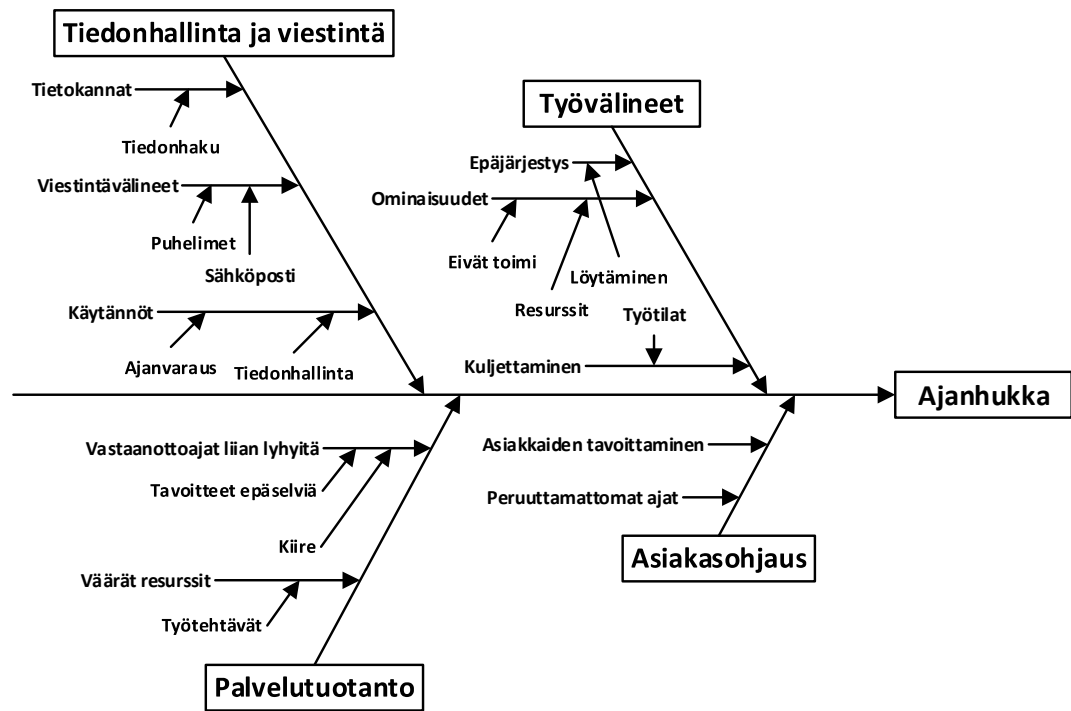 Tiedonhallinta ja viestintä
Tietokannat
Tiedonhaku
Viestintävälineet
Puhelimet
Sähköposti
Käytännöt
Ajanvaraus
Tiedonhallinta
Työvälineet
Epäjärjestys
Ominaisuudet
Eivät toimi
Löytäminen
Resurssit
Työtilat
Kuljettaminen
Ajanhukka
Vastaanottoajat liian lyhyitä
Tavoitteet epäselviä
Kiire
Väärät resurssit
Työtehtävät
Palvelutuotanto
Asiakkaiden tavoittaminen
Peruuttamattomat ajat
Asiakasohjaus